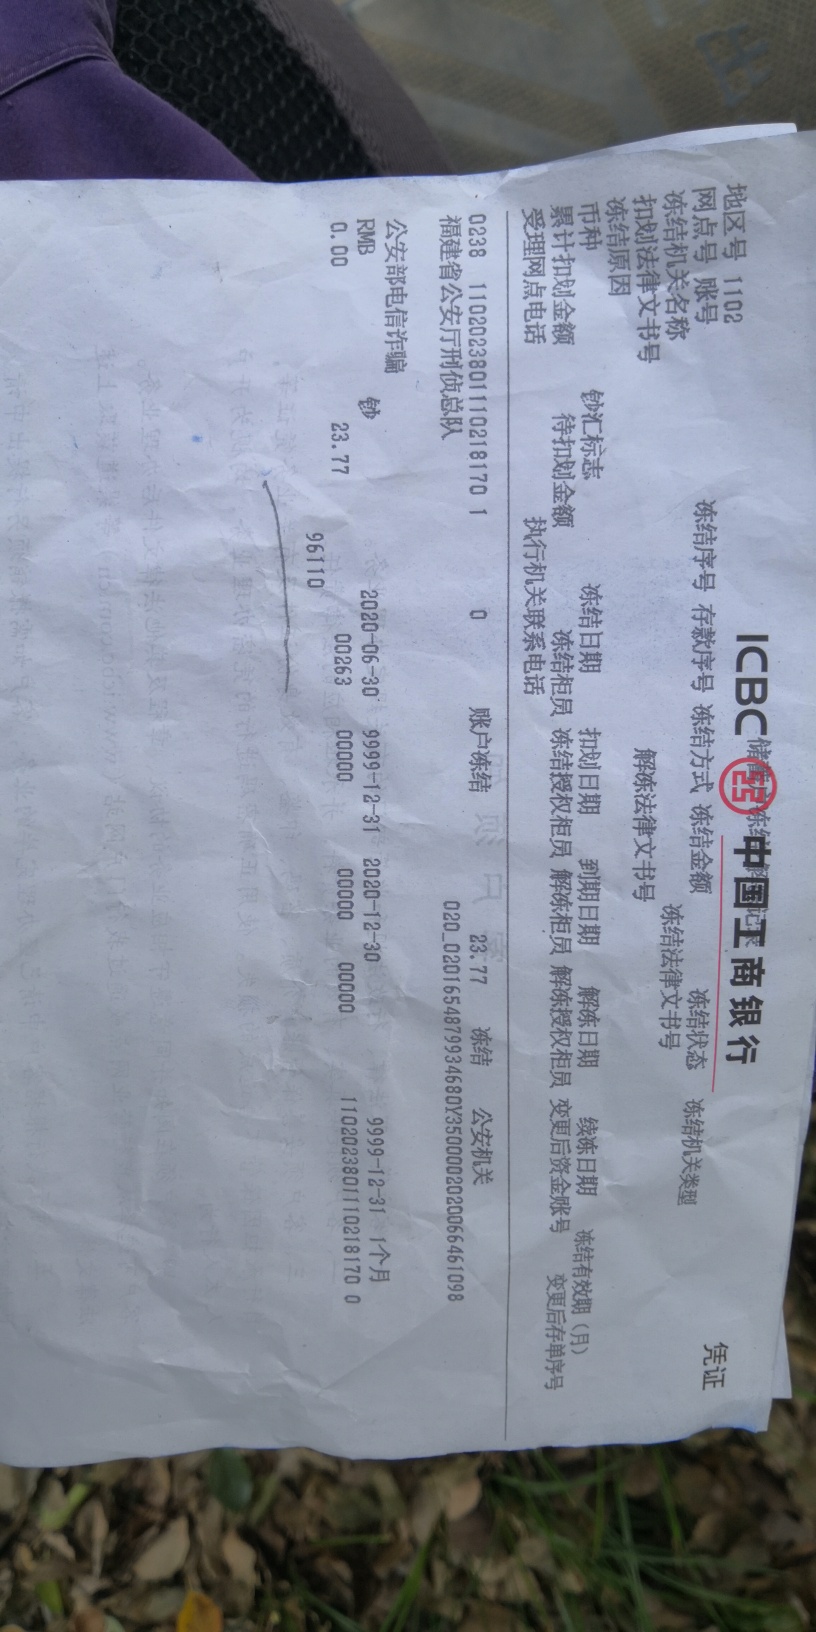 ICBC 中国工商银行
凭证
地区号 1102
网点号 账号 冻结序号 存款序号 冻结方式 冻结金额 冻结状态 冻结机关类型
冻结机关名称 冻结法律文书号
扣划法律文书号 解冻法律文书号
冻结原因
币种 钞汇标志 冻结日期 扣划日期 到期日期 解冻日期 续冻日期 冻结有效期(月)
累计扣划金额 待扣划金额 冻结柜员 冻结授权柜员 解冻柜员 解冻授权柜员 变更后资金账号 变更后存单序号
受理网点电话 执行机关联系电话
0238 1102023801110218170 1 0 账户冻结 23.77 冻结 公安机关
福建省公安厅刑侦总队 020_0201654879934680Y3500002020066461098
公安部电信诈骗
RMB 钞 2020-06-30 9999-12-31 2020-12-30 9999-12-31 1个月
0.00 23.77 00263 00000 00000 00000 1102023801110218170 0
96110